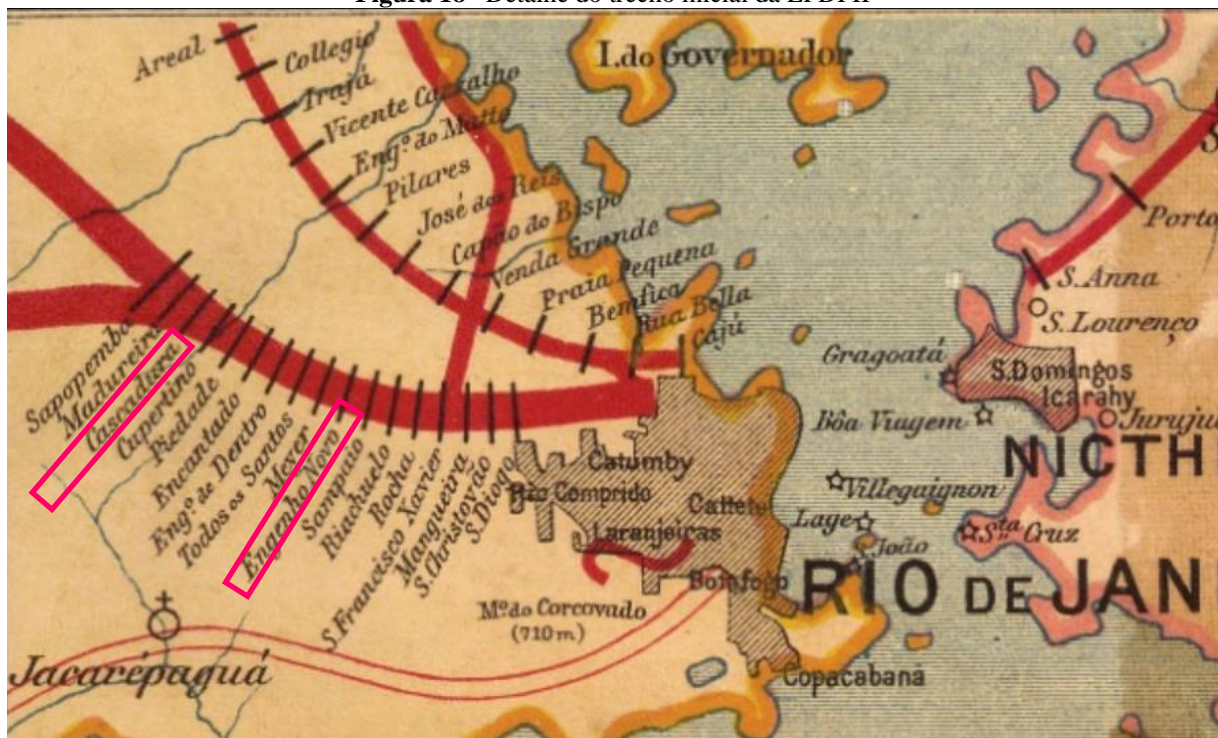 Areal
Collegio
Irajá
Vicente Carvalho
Engº. do Matto
Pilares
José dos Reis
Capão do Bispo
Venda Grande
Praia Pequena
Bemfica
Rua Bella
Cajú
I. do Governador
Porto
S. Anna
S. Lourenço
Gragoatá
S. Domingos
Icarahy
Bôa Viagem
Jurujuba
NICTH
Villegaignon
Lage
Sta Cruz
João
RIO DE JAN
Sapopemba
Madureira
Cascadura
Cupertino
Piedade
Encantado
Engº. de Dentro
Todos os Santos
Meyer
Engenho Novo
Sampaio
Riachuelo
Rocha
S. Francisco Xavier
Mangueira
S. Christovão
S. Diogo
Catumby
Rio Comprido
Cattete
Laranjeiras
Botafogo
Mº. do Corcovado
(710 m.)
Copacabana
Jacarépaguá